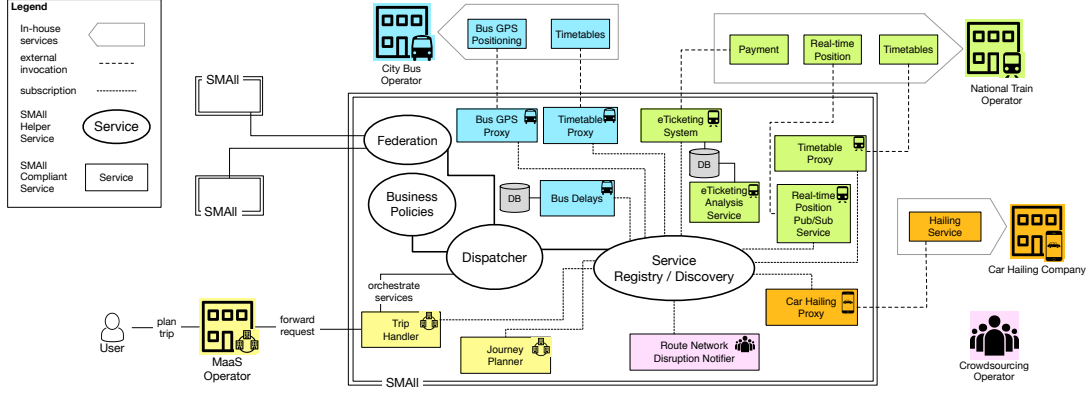 Legend
In-house
services
external
invocation
subscription
SMAll
Helper
Service
Service
SMAll
Compliant
Service
Service
SMAll
SMAll
City Bus
Operator
Bus GPS
Positioning
Timetables
Payment
Real-time
Position
Timetables
National Train
Operator
Federation
Business
Policies
Dispatcher
Bus GPS
Proxy
Timetable
Proxy
eTicketing
System
DB
eTicketing
Analysis
Service
Timetable
Proxy
Real-time
Position
Pub/Sub
Service
DB
Bus Delays
Service
Registry / Discovery
Hailing
Service
Car Hailing Company
Car Hailing
Proxy
orchestrate
services
User
plan
trip
MaaS
Operator
forward
request
Trip
Handler
Journey
Planner
Route Network
Disruption Notifier
Crowdsourcing
Operator
SMAll